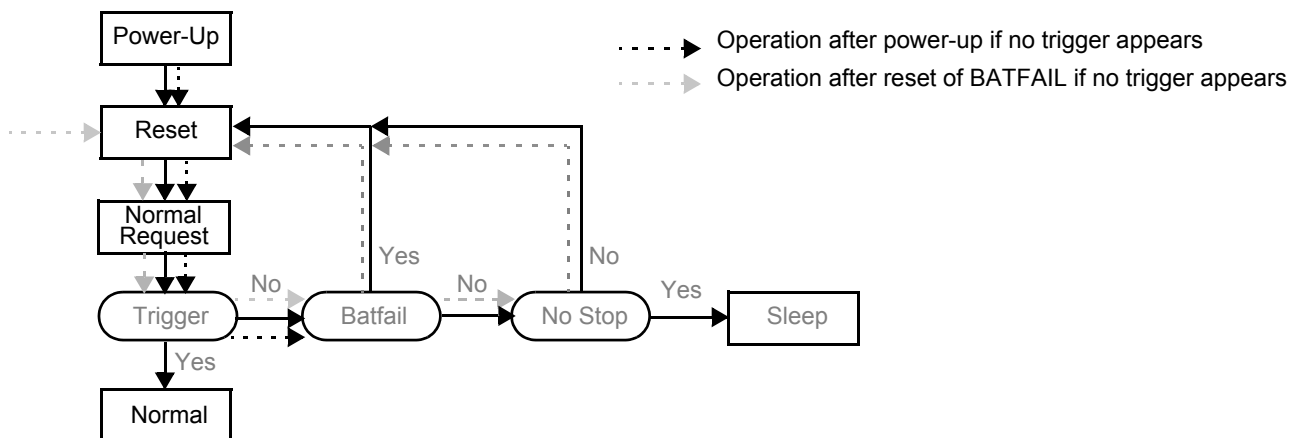 Power-Up
Operation after power-up if no trigger appears
Operation after reset of BATFAIL if no trigger appears
Reset
Normal
Request
Yes
No
No
No
Yes
Trigger
Batfail
No Stop
Sleep
Yes
Normal